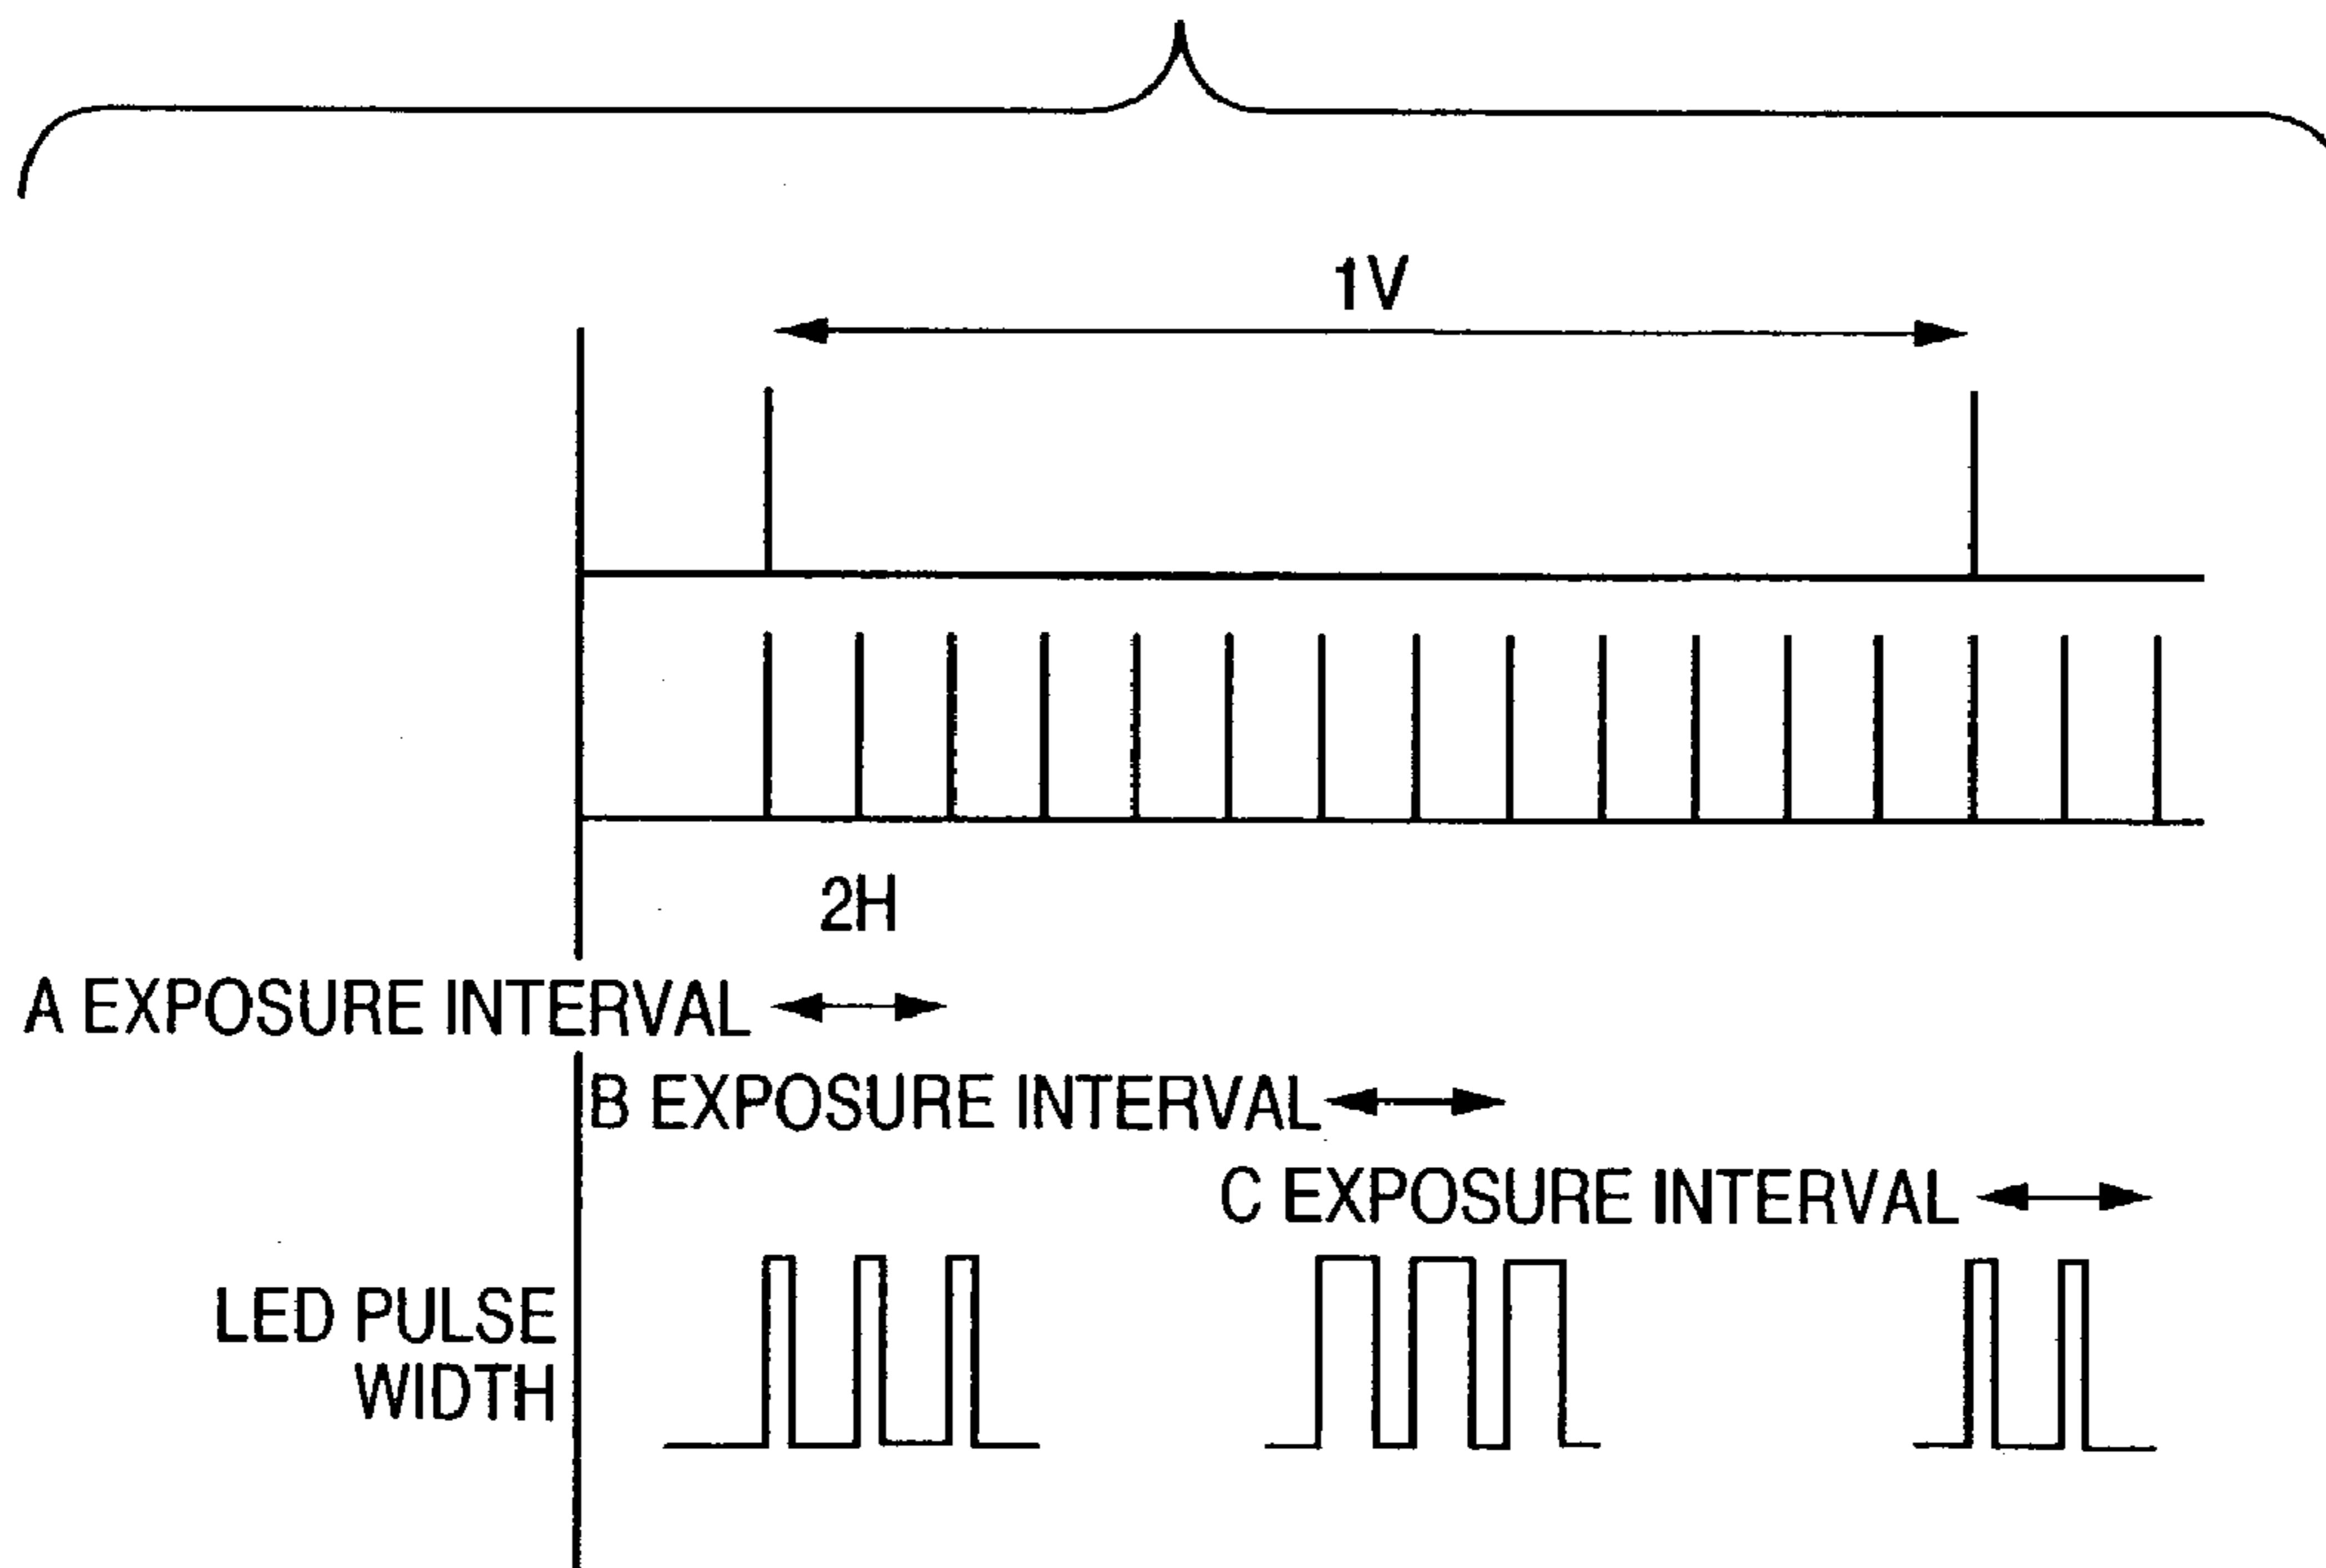 1V
2H
A EXPOSURE INTERVAL
B EXPOSURE INTERVAL
C EXPOSURE INTERVAL
LED PULSE
WIDTH